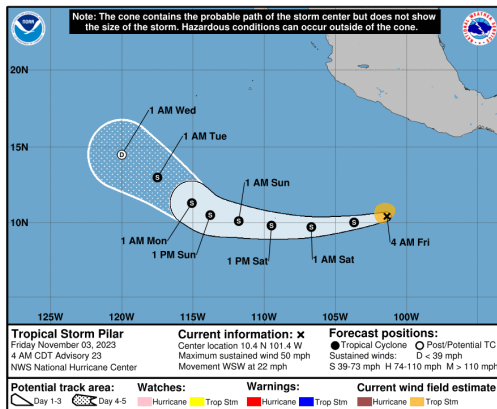 Note: The cone contains the probable path of the storm center but does not show
the size of the storm. Hazardous conditions can occur outside of the cone.
NOAA
20N
1 AM Wed
D
1 AM Tue
S
15N
1 AM Sun
S S S S S S S
10N
1 AM Mon
4 AM Fri
1 PM Sun
1 PM Sat
1 AM Sat
125W 120W 115W 110W 105W 100W
Tropical Storm Pilar
Friday November 03, 2023
4 AM CDT Advisory 23
NWS National Hurricane Center
Current information: x
Center location 10.4 N 101.4 W
Maximum sustained wind 50 mph
Movement WSW at 22 mph
Forecast positions:
Tropical Cyclone Post/Potential TC
Sustained winds: D < 39 mph
S 39-73 mph H 74-110 mph M > 110 mph
Potential track area:
Day 1-3 Day 4-5
Watches:
Hurricane Trop Stm
Warnings:
Hurricane Trop Stm
Current wind field estimate
Hurricane Trop Stm